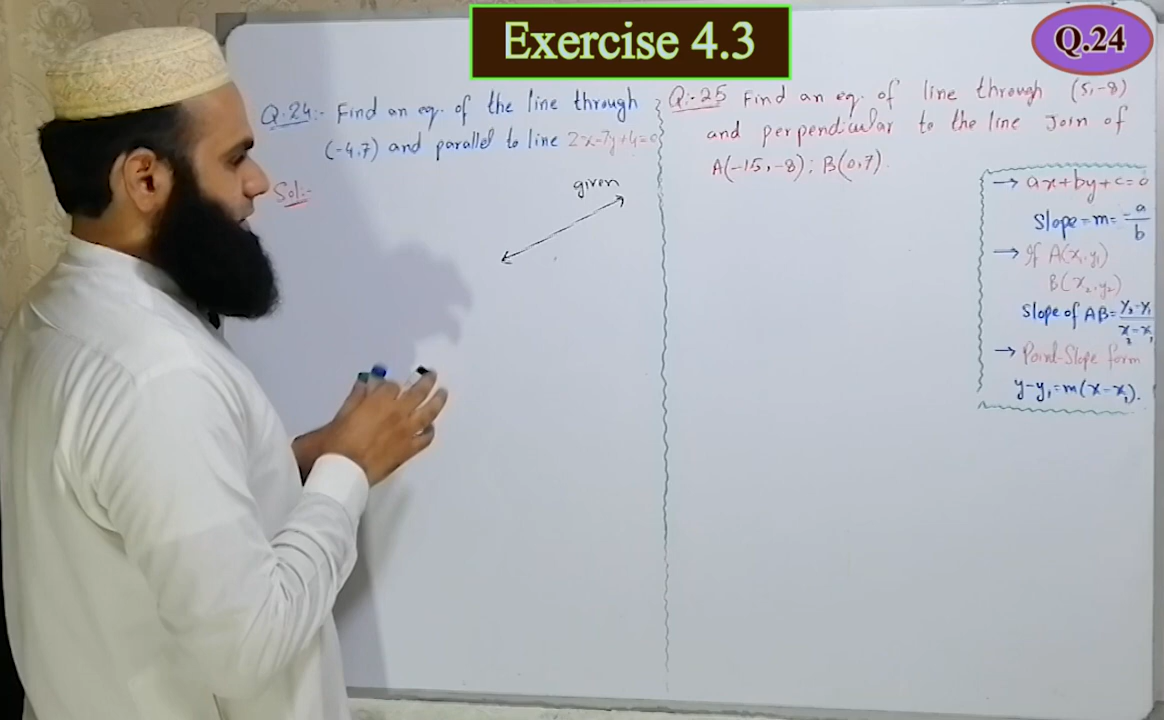 Exercise 4.3
Q.24
Q.24:- Find an eq. of the line through
(-4,7) and parallel to line 2x-7y+4=0
Sol:-
given
Q:-25 Find an eq. of line through (5,-8)
and perpendicular to the line Join of
A(-15,-8); B(0,7).
→ ax+by+c=0
Slope=m=-a/b
→ If A(x₁,y₁)
B(x₂,y₂)
Slope of AB=y₂-y₁/x₂-x₁
→ Point-Slope form
y-y₁=m(x-x₁).